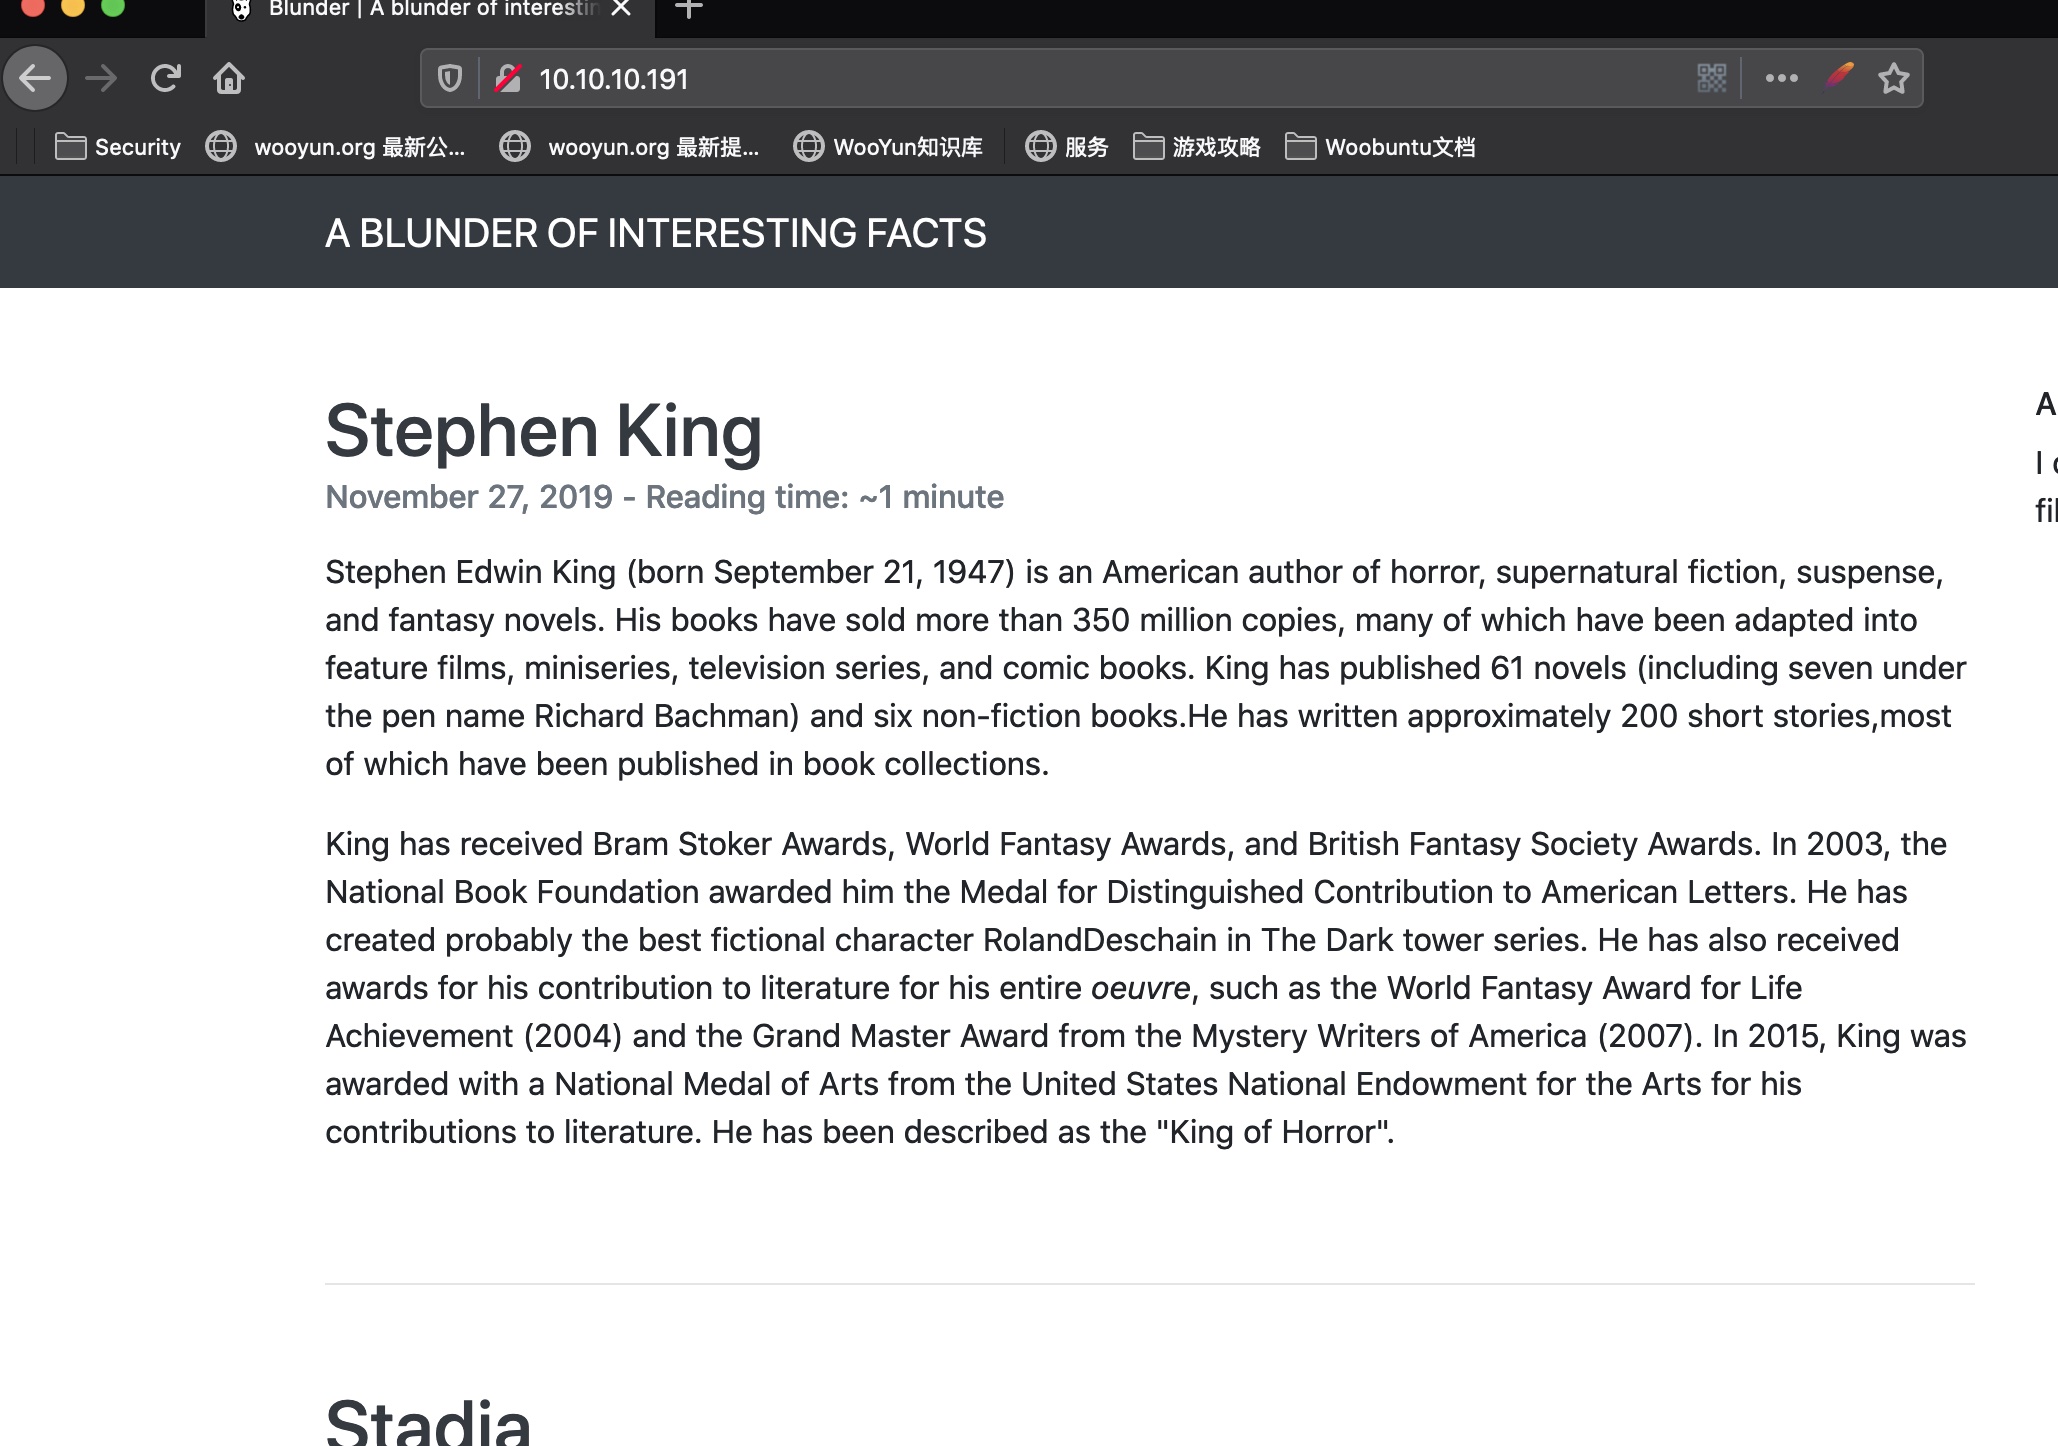 Blunder | A blunder of interestin
10.10.10.191
Security
wooyun.org 最新公...
wooyun.org 最新提...
WooYun知识库
服务
游戏攻略
Woobuntu文档
A BLUNDER OF INTERESTING FACTS
Stephen King
November 27, 2019 - Reading time: ~1 minute
Stephen Edwin King (born September 21, 1947) is an American author of horror, supernatural fiction, suspense,
and fantasy novels. His books have sold more than 350 million copies, many of which have been adapted into
feature films, miniseries, television series, and comic books. King has published 61 novels (including seven under
the pen name Richard Bachman) and six non-fiction books.He has written approximately 200 short stories,most
of which have been published in book collections.
King has received Bram Stoker Awards, World Fantasy Awards, and British Fantasy Society Awards. In 2003, the
National Book Foundation awarded him the Medal for Distinguished Contribution to American Letters. He has
created probably the best fictional character RolandDeschain in The Dark tower series. He has also received
awards for his contribution to literature for his entire oeuvre, such as the World Fantasy Award for Life
Achievement (2004) and the Grand Master Award from the Mystery Writers of America (2007). In 2015, King was
awarded with a National Medal of Arts from the United States National Endowment for the Arts for his
contributions to literature. He has been described as the "King of Horror".
Stadia
A
I